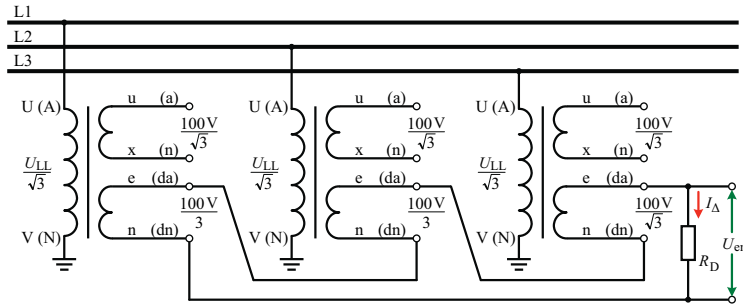 L1
L2
L3
U (A) u (a) U (A) u (a) U (A) u (a)
100 V/√3 100 V/√3 100 V/√3
U_LL/√3 x (n) U_LL/√3 x (n) U_LL/√3 x (n)
e (da) e (da) e (da)
100 V/3 100 V/3 100 V/√3
I_Δ
V (N) n (dn) V (N) n (dn) V (N) n (dn)
R_D
U_en